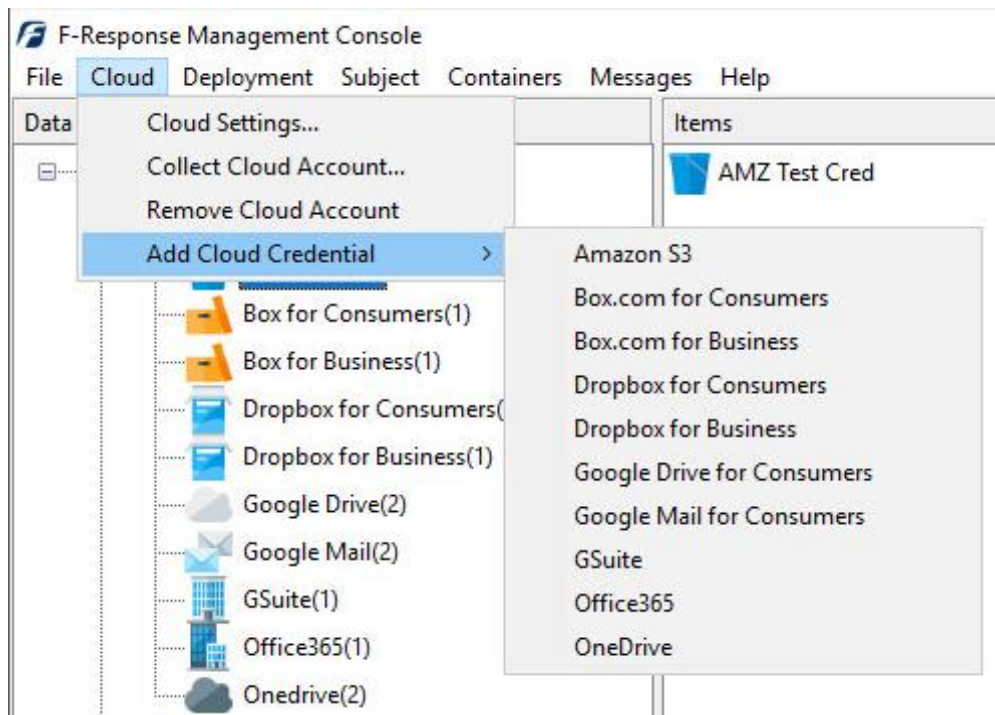 F-Response Management Console
File Cloud Deployment Subject Containers Messages Help
Data
Items
Cloud Settings...
Collect Cloud Account...
Remove Cloud Account
Add Cloud Credential >
AMZ Test Cred
Amazon S3
Box.com for Consumers
Box.com for Business
Dropbox for Consumers
Dropbox for Business
Google Drive for Consumers
Google Mail for Consumers
GSuite
Office365
OneDrive
Box for Consumers(1)
Box for Business(1)
Dropbox for Consumers(
Dropbox for Business(1)
Google Drive(2)
Google Mail(2)
GSuite(1)
Office365(1)
Onedrive(2)